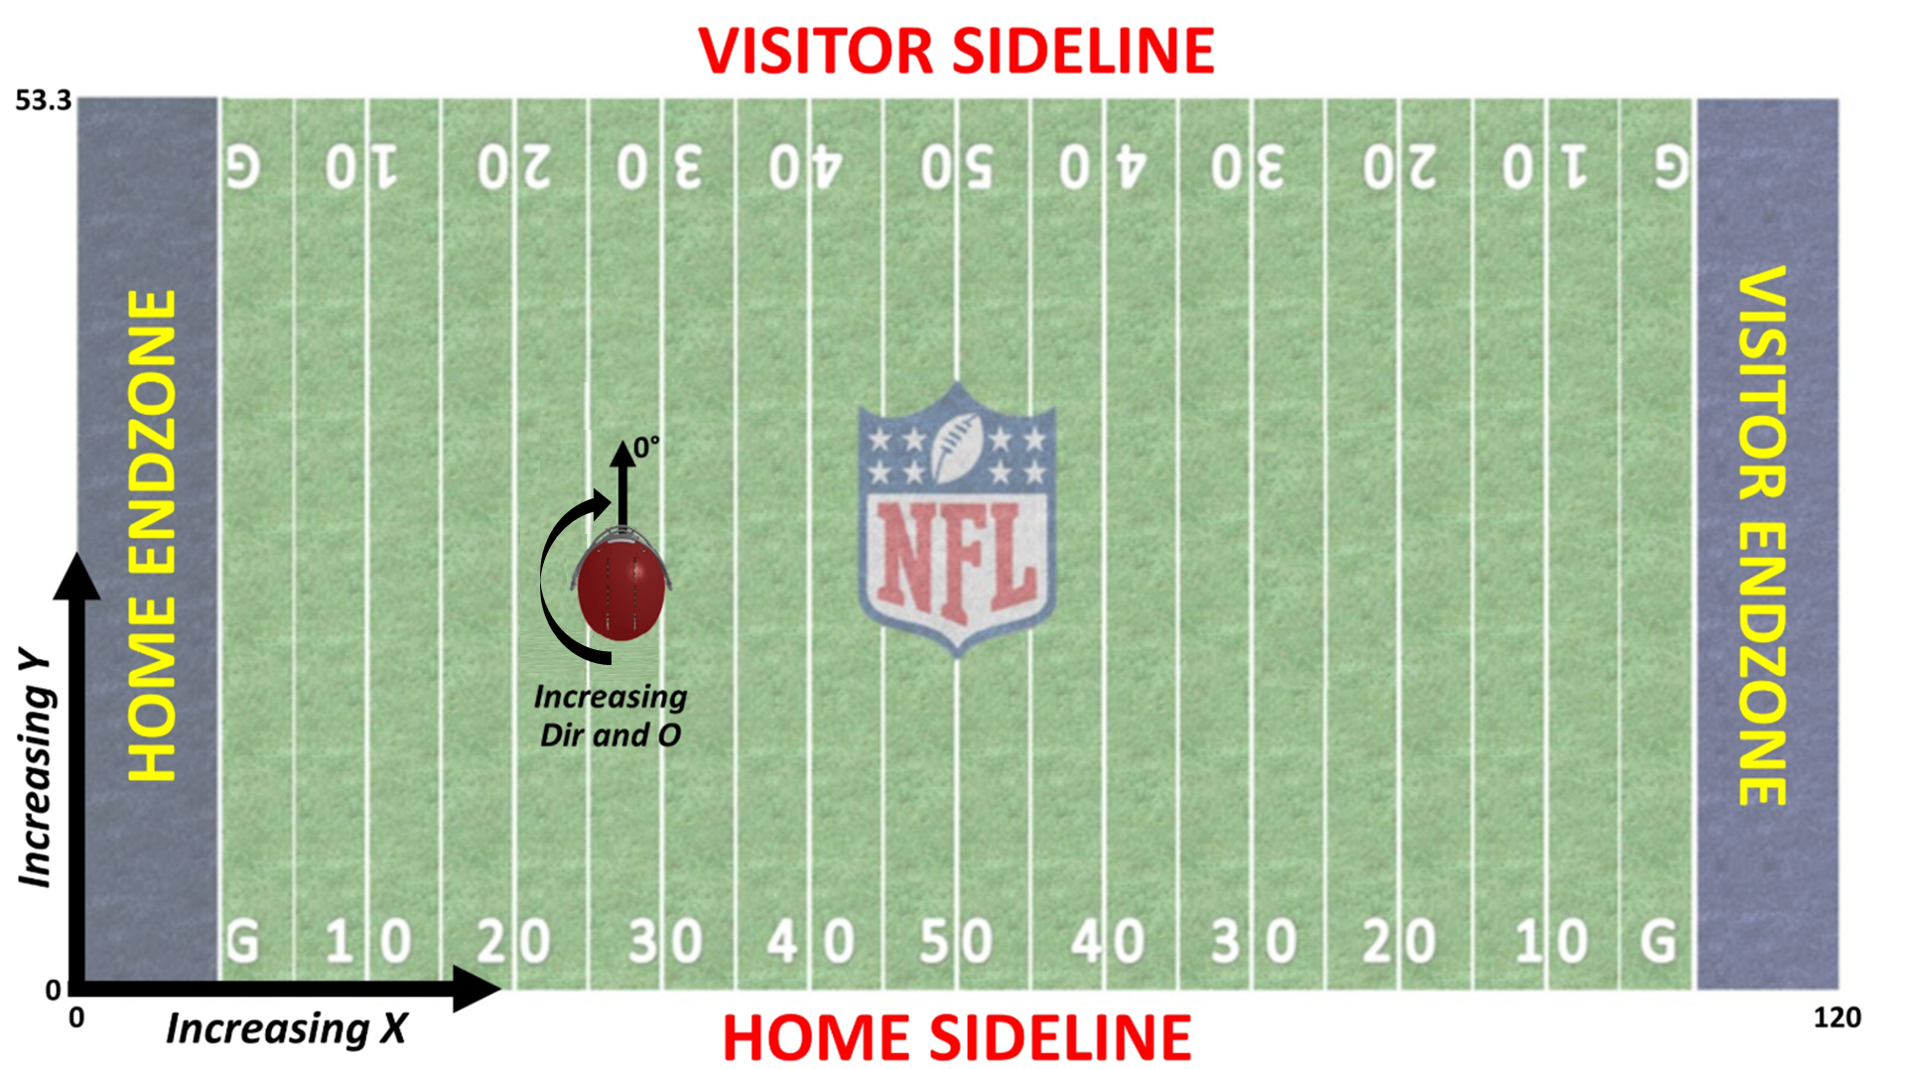 VISITOR SIDELINE
53.3
G 10 20 30 40 50 40 30 20 10 G
HOME ENDZONE
VISITOR ENDZONE
0°
NFL
Increasing
Dir and O
Increasing Y
G 10 20 30 40 50 40 30 20 10 G
0
0
Increasing X
HOME SIDELINE
120